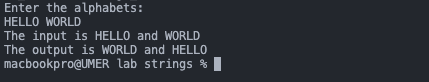 Enter the alphabets:
HELLO WORLD
The input is HELLO and WORLD
The output is WORLD and HELLO
macbookpro@UMER lab strings %